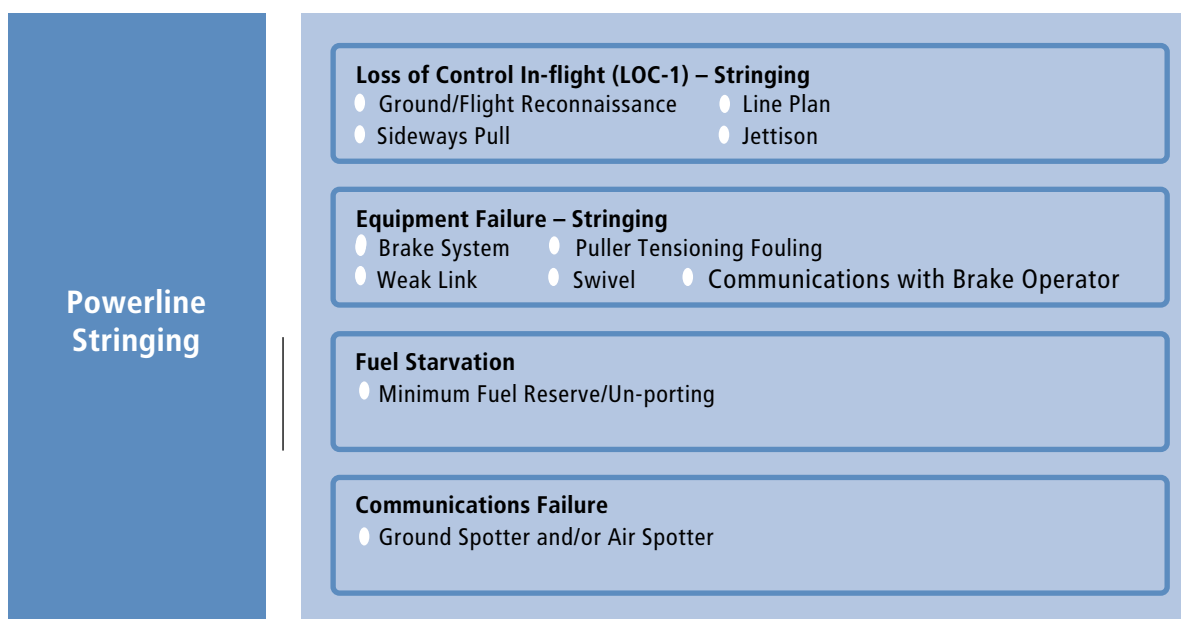 Powerline
Stringing
Loss of Control In-flight (LOC-1) – Stringing
Ground/Flight Reconnaissance Line Plan
Sideways Pull Jettison
Equipment Failure – Stringing
Brake System Puller Tensioning Fouling
Weak Link Swivel Communications with Brake Operator
Fuel Starvation
Minimum Fuel Reserve/Un-porting
Communications Failure
Ground Spotter and/or Air Spotter